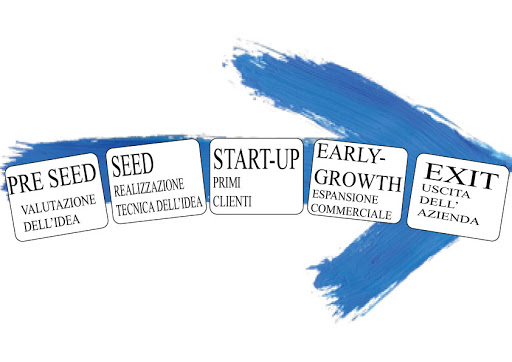 PRE SEED
VALUTAZIONE
DELL'IDEA
SEED
REALIZZAZIONE
TECNICA DELL'IDEA
START-UP
PRIMI
CLIENTI
EARLY-
GROWTH
ESPANSIONE
COMMERCIALE
EXIT
USCITA
DELL'
AZIENDA